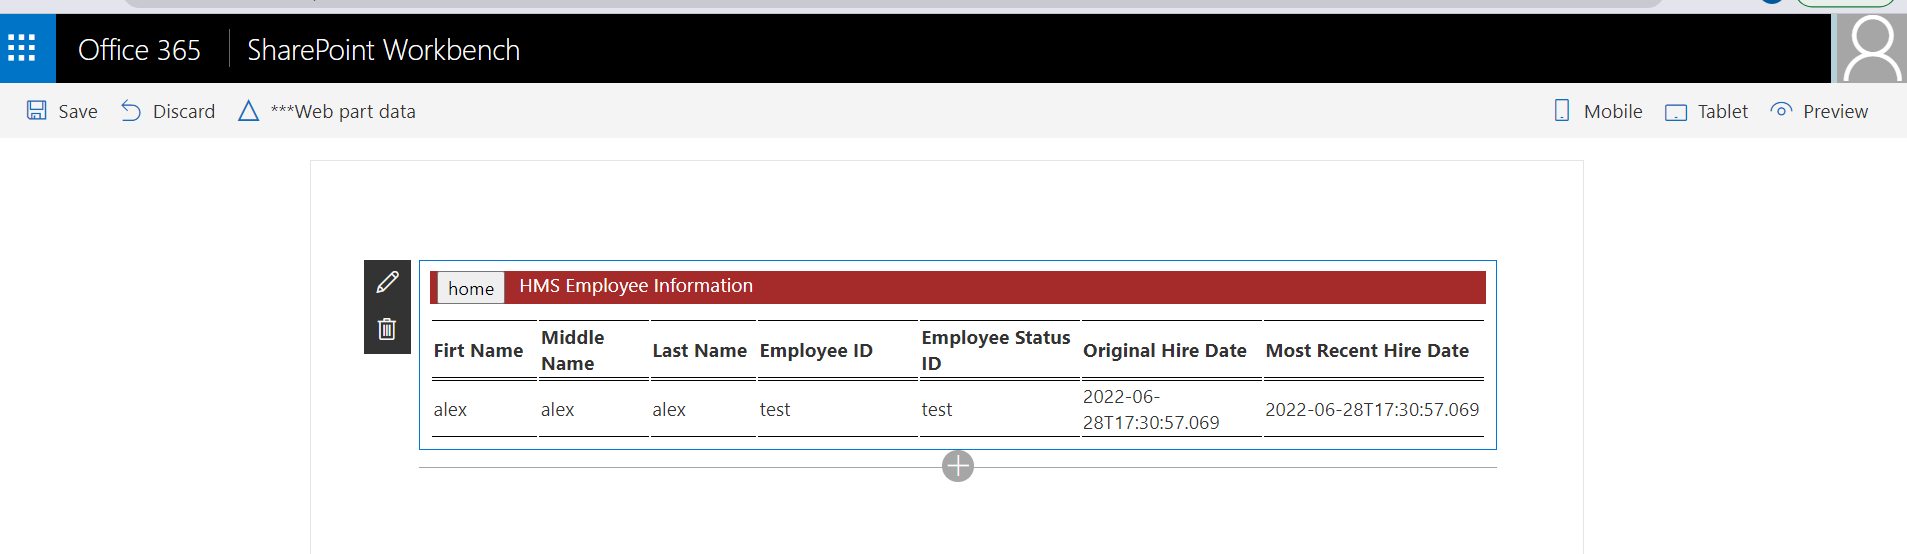 Office 365 SharePoint Workbench
Save Discard ***Web part data Mobile Tablet Preview
home HMS Employee Information
Firt Name Middle Name Last Name Employee ID Employee Status ID Original Hire Date Most Recent Hire Date
alex alex alex test test 2022-06-28T17:30:57.069 2022-06-28T17:30:57.069